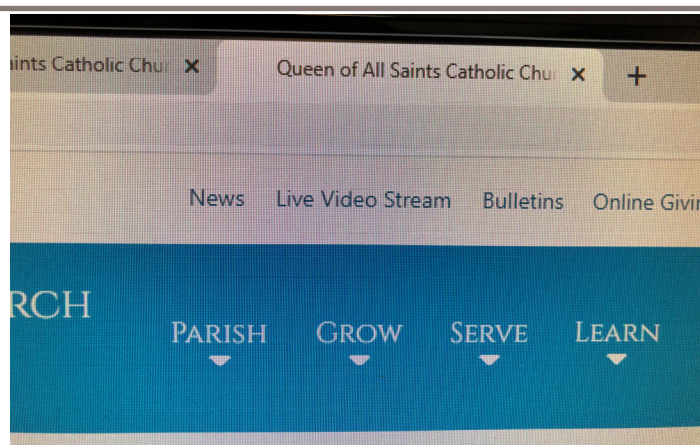 aints Catholic Chu × Queen of All Saints Catholic Chu × +
News Live Video Stream Bulletins Online Givin
RCH
PARISH GROW SERVE LEARN